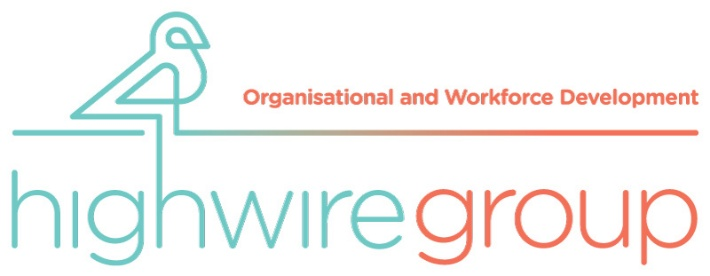 Organisational and Workforce Development
highwiregroup